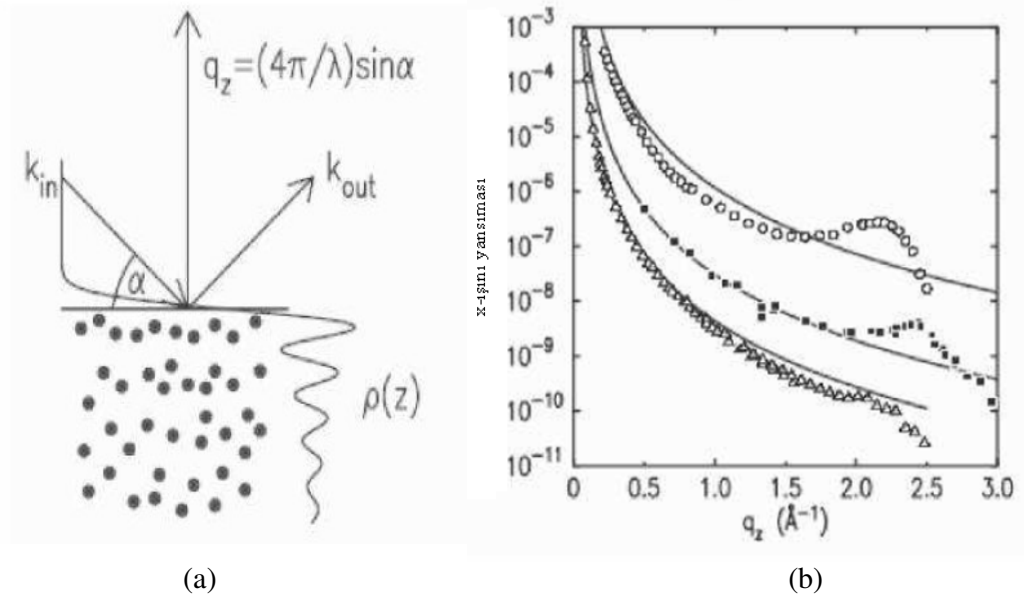 q_z=(4π/λ)sinα
k_in
k_out
α
ρ(z)
(a)
x-ışını yansıması
10⁻³
10⁻⁴
10⁻⁵
10⁻⁶
10⁻⁷
10⁻⁸
10⁻⁹
10⁻¹⁰
10⁻¹¹
0 0.5 1.0 1.5 2.0 2.5 3.0
q_z (Å⁻¹)
(b)